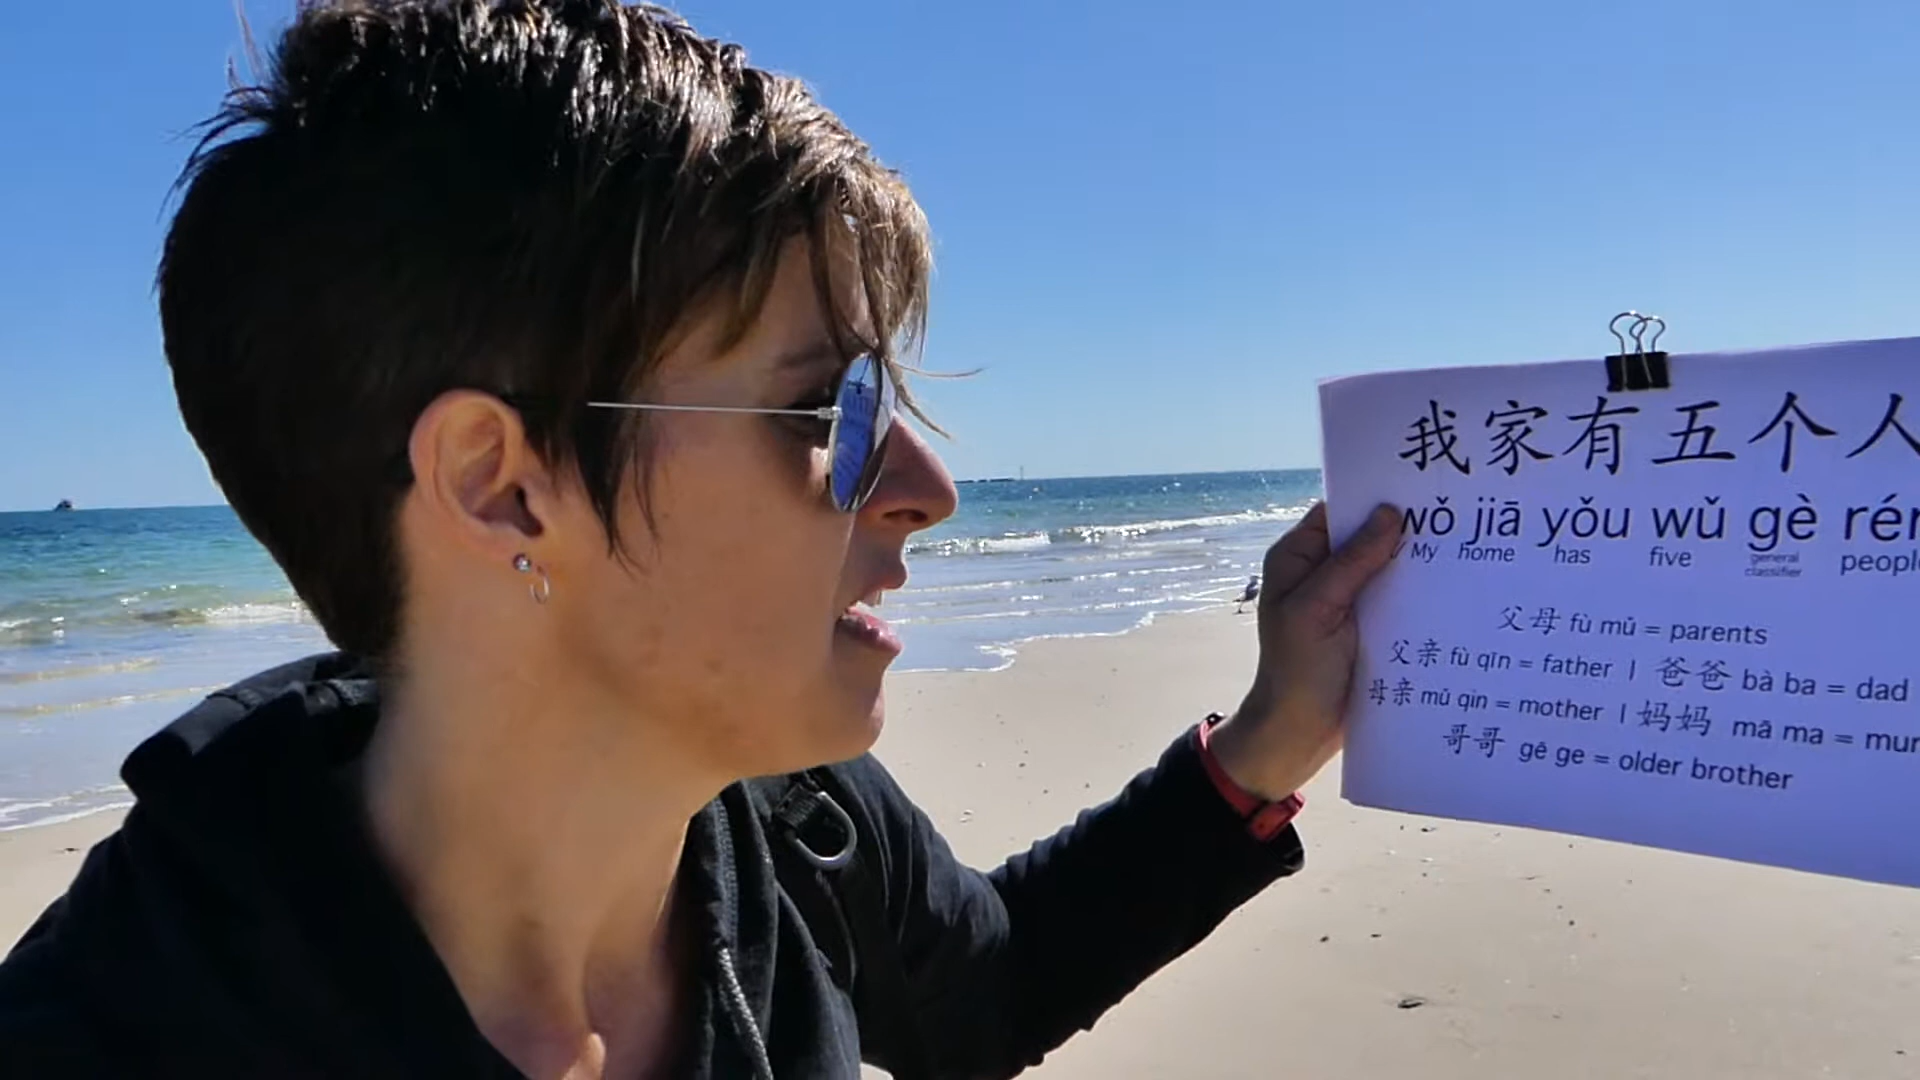 我家有五个人
wǒ jiā yǒu wǔ gè rén
My home has five general classifier people
父母 fù mǔ = parents
父亲 fù qīn = father | 爸爸 bà ba = dad
母亲 mǔ qin = mother | 妈妈 mā ma = mum
哥哥 gē ge = older brother